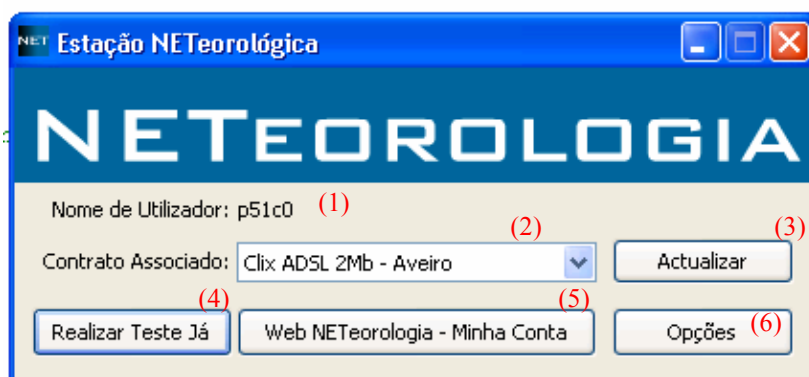 NET Estação NETeorológica
NETEOROLOGIA
Nome de Utilizador: p51c0 (1)
(2) (3)
Contrato Associado: Clix ADSL 2Mb - Aveiro Actualizar
(4) (5)
Realizar Teste Já Web NETeorologia - Minha Conta Opções (6)